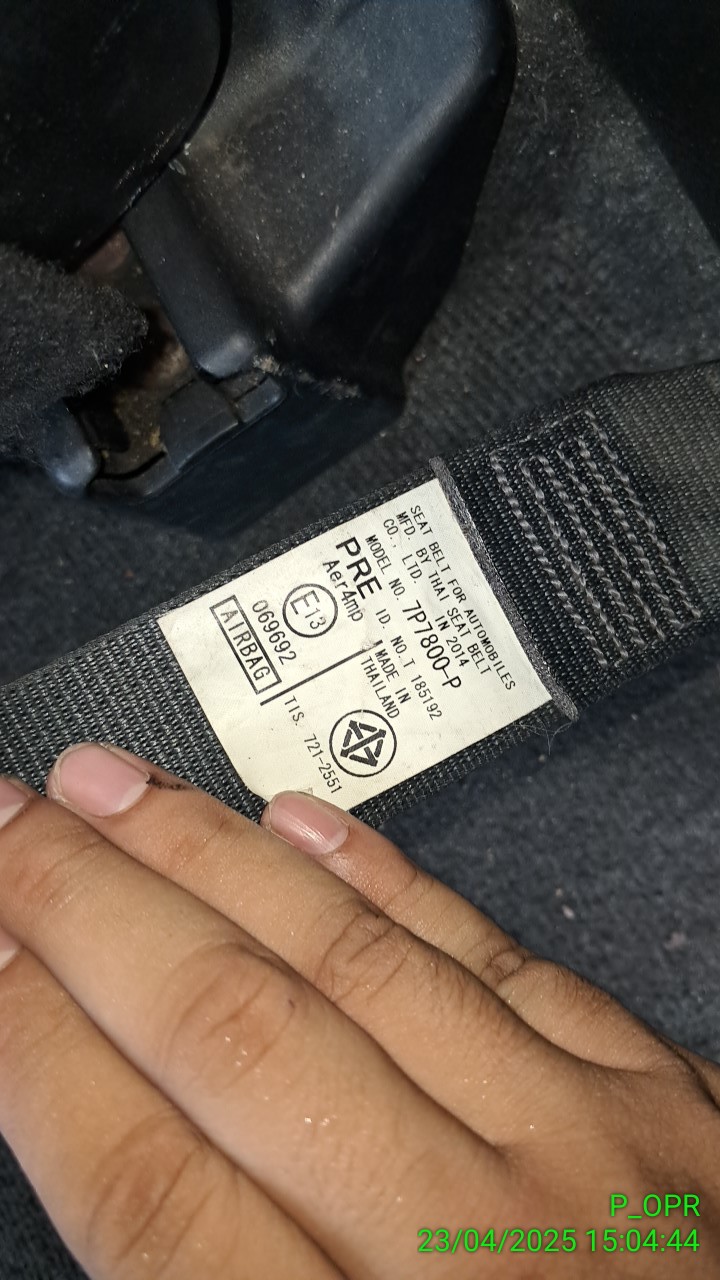 SEAT BELT FOR AUTOMOBILES
MFD. BY THAI SEAT BELT
CO., LTD. IN 2014
MODEL NO. 7P7800-P
PRE ID. NO.T 185192
Aer4mp
MADE IN
THAILAND
E13
069692
AIRBAG
TIS. 721-2551
P_OPR
23/04/2025 15:04:44